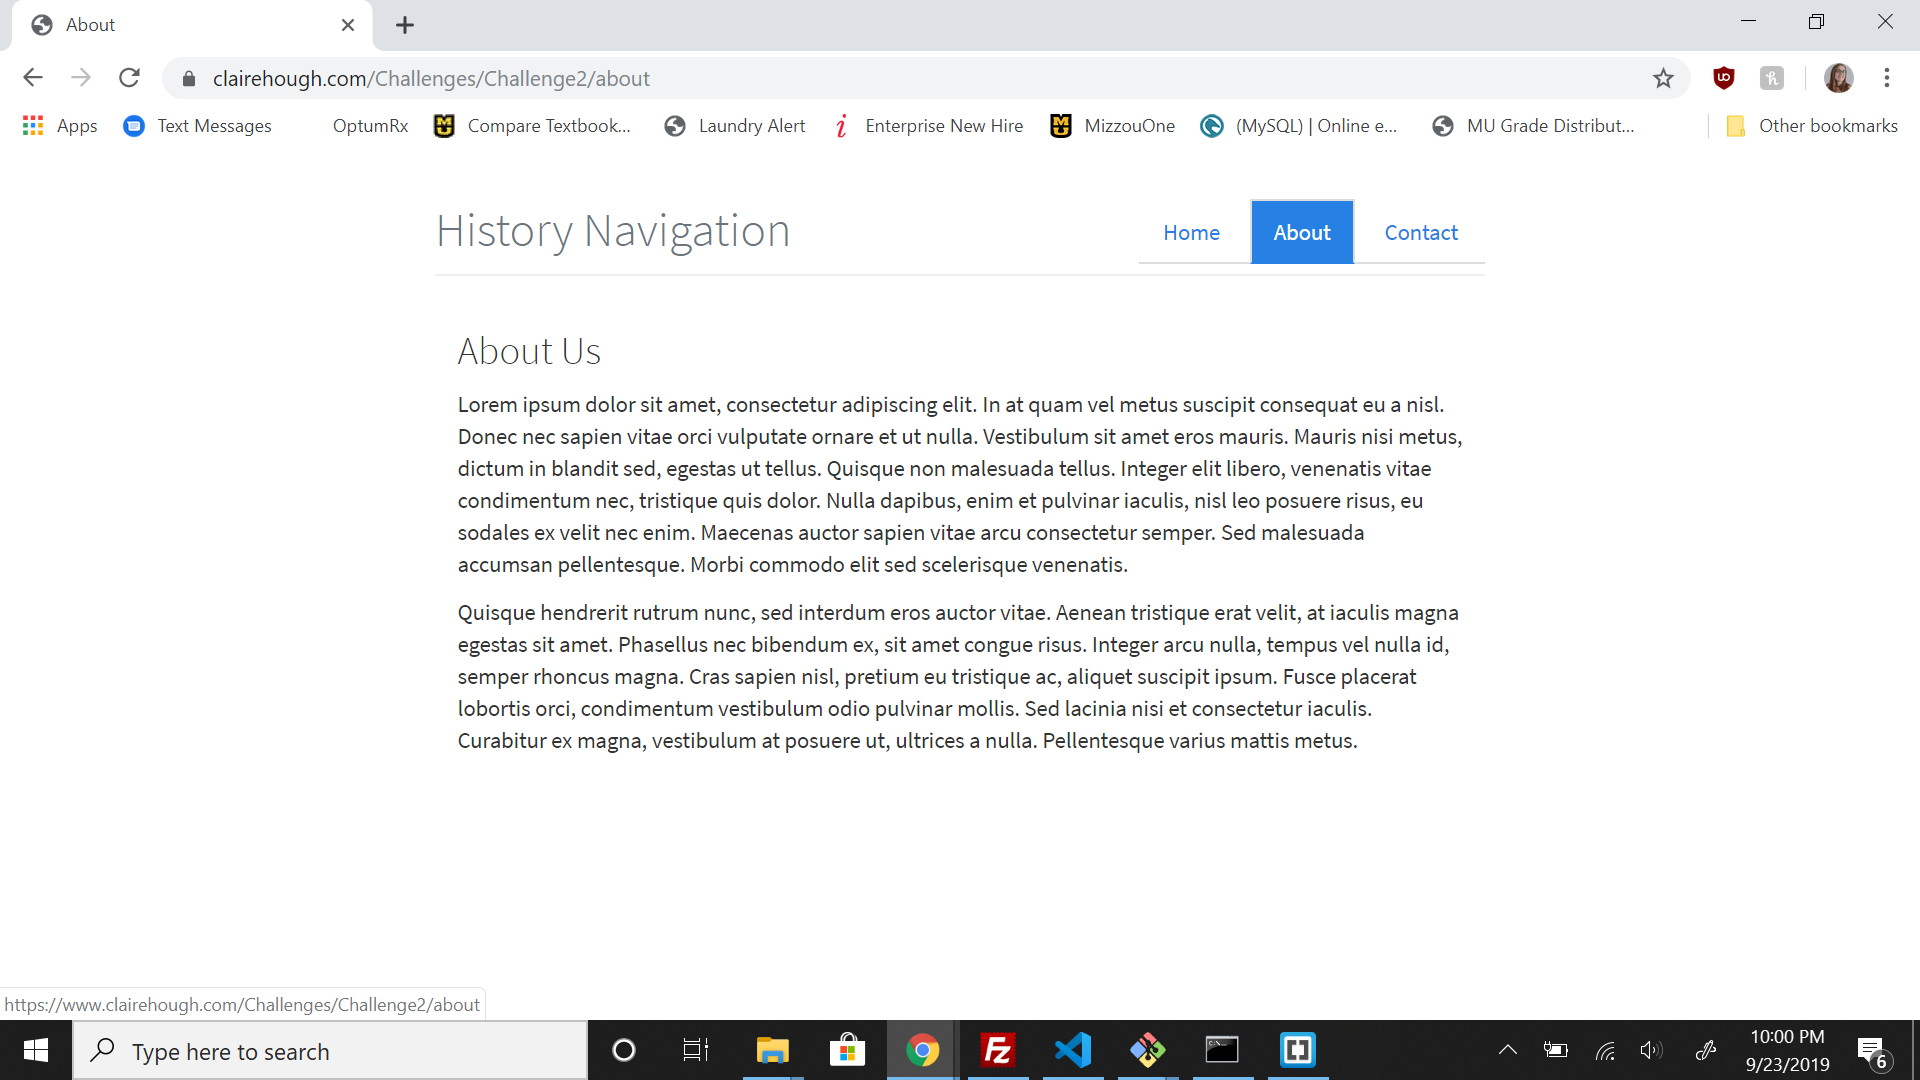 About
clairehough.com/Challenges/Challenge2/about
Apps Text Messages OptumRx Compare Textbook... Laundry Alert Enterprise New Hire MizzouOne (MySQL) | Online e... MU Grade Distribut... Other bookmarks
History Navigation
Home About Contact
About Us
Lorem ipsum dolor sit amet, consectetur adipiscing elit. In at quam vel metus suscipit consequat eu a nisl.
Donec nec sapien vitae orci vulputate ornare et ut nulla. Vestibulum sit amet eros mauris. Mauris nisi metus,
dictum in blandit sed, egestas ut tellus. Quisque non malesuada tellus. Integer elit libero, venenatis vitae
condimentum nec, tristique quis dolor. Nulla dapibus, enim et pulvinar iaculis, nisl leo posuere risus, eu
sodales ex velit nec enim. Maecenas auctor sapien vitae arcu consectetur semper. Sed malesuada
accumsan pellentesque. Morbi commodo elit sed scelerisque venenatis.
Quisque hendrerit rutrum nunc, sed interdum eros auctor vitae. Aenean tristique erat velit, at iaculis magna
egestas sit amet. Phasellus nec bibendum ex, sit amet congue risus. Integer arcu nulla, tempus vel nulla id,
semper rhoncus magna. Cras sapien nisl, pretium eu tristique ac, aliquet suscipit ipsum. Fusce placerat
lobortis orci, condimentum vestibulum odio pulvinar mollis. Sed lacinia nisi et consectetur iaculis.
Curabitur ex magna, vestibulum at posuere ut, ultrices a nulla. Pellentesque varius mattis metus.
https://www.clairehough.com/Challenges/Challenge2/about
Type here to search
10:00 PM
9/23/2019
6